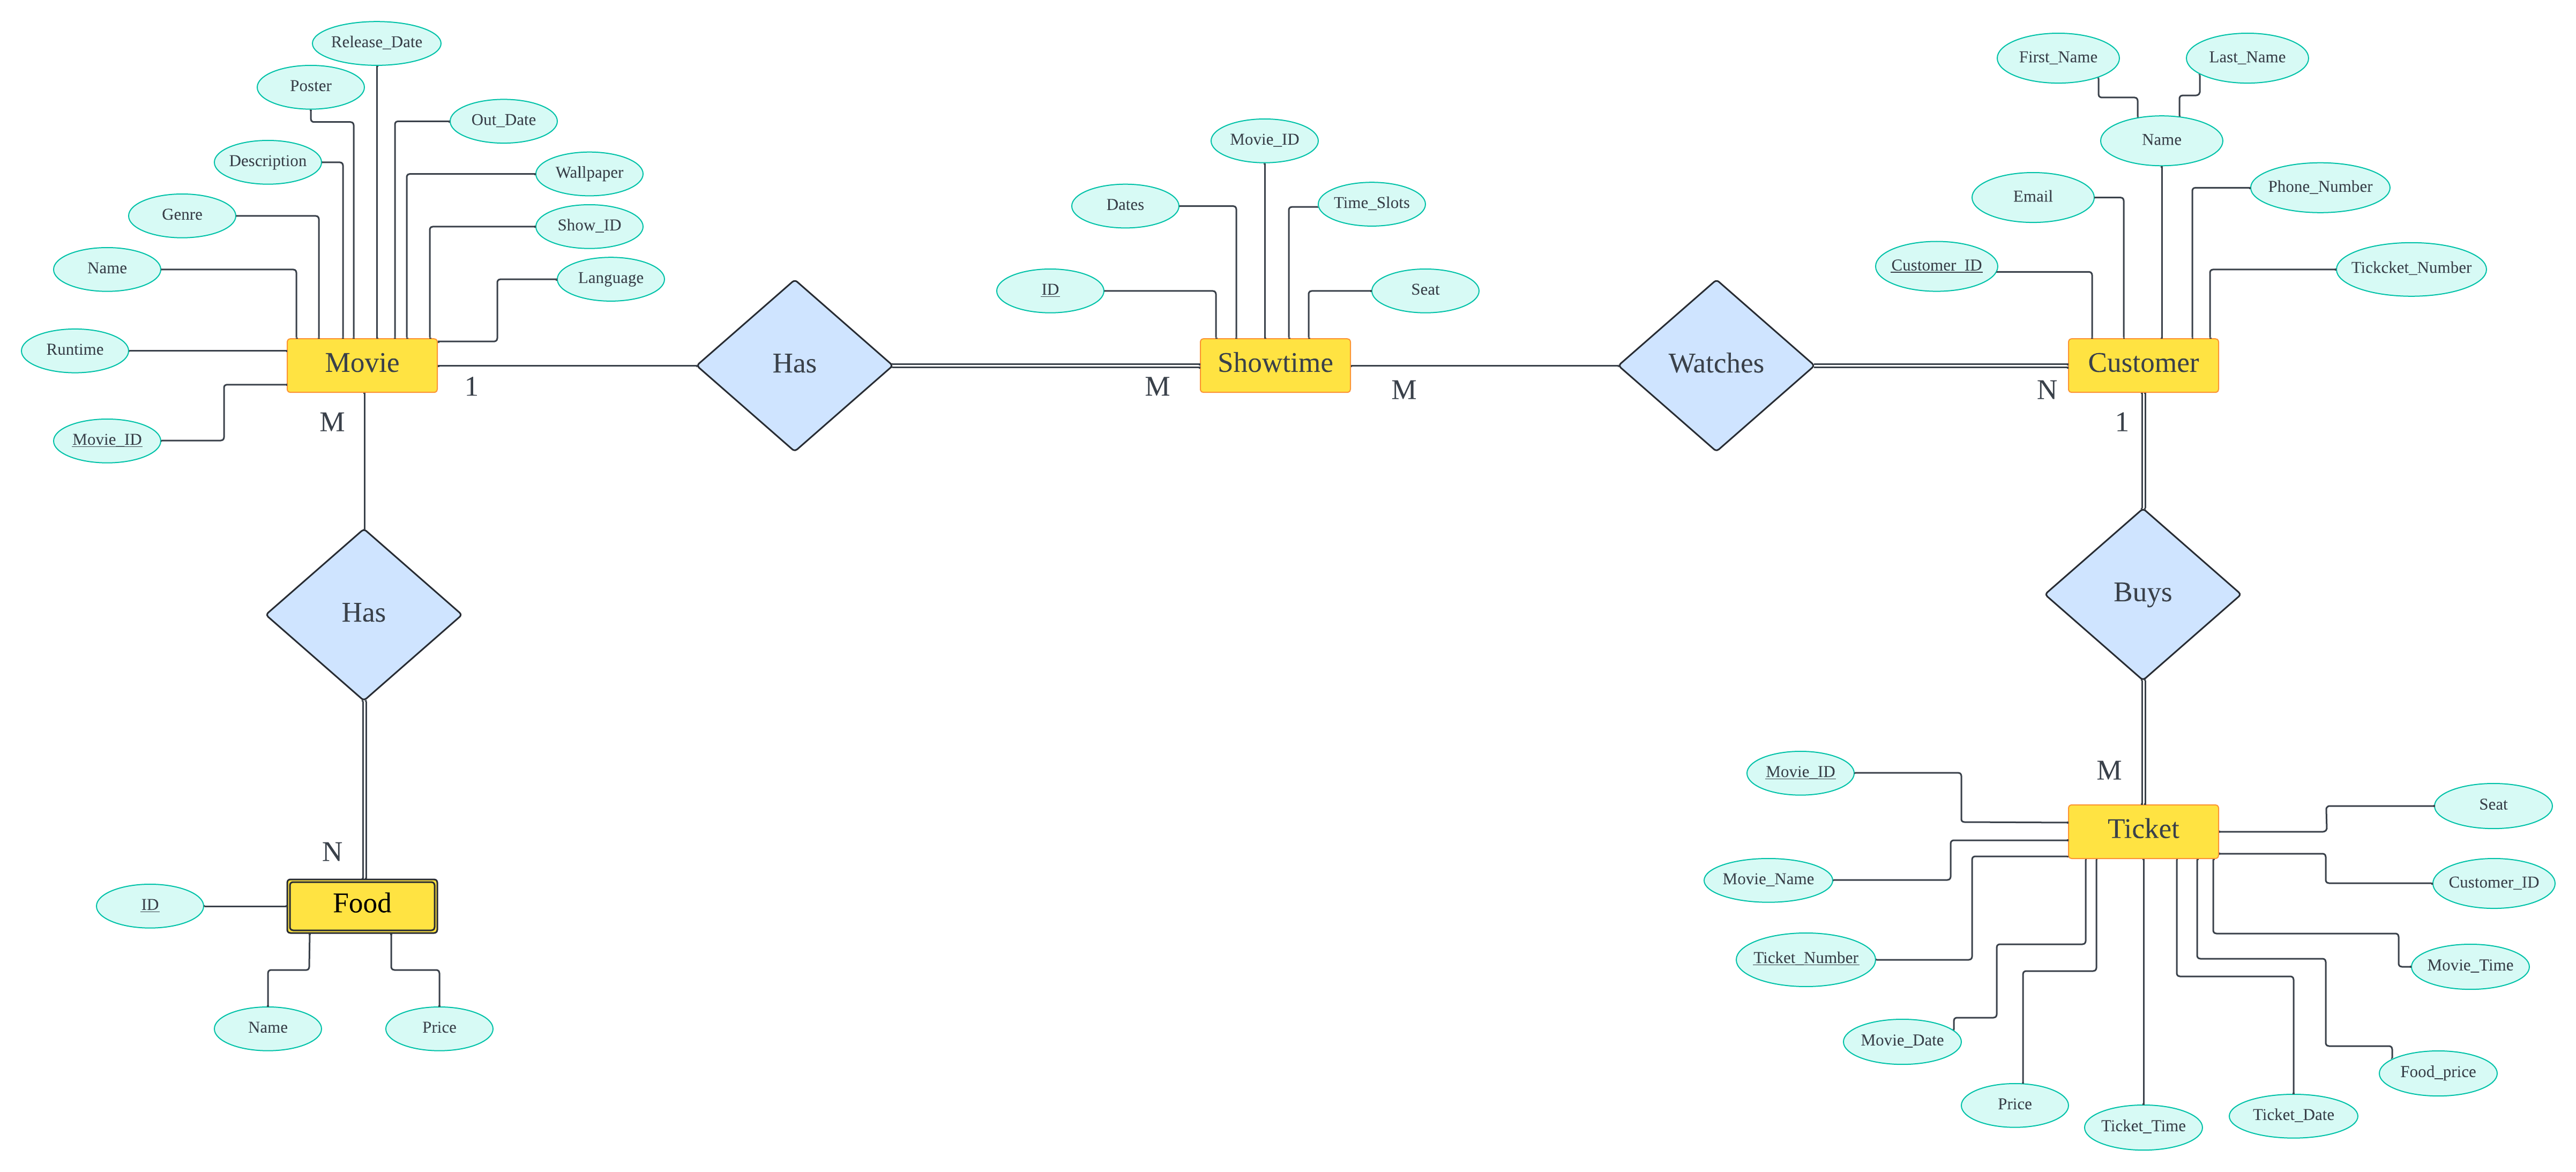 Release_Date
Poster
Out_Date
Description
Wallpaper
Genre
Show_ID
Name
Language
Runtime
Movie
Movie_ID
1
M
Has
M
Movie_ID
Dates
Time_Slots
ID
Seat
Showtime
M
Watches
N
First_Name
Last_Name
Name
Email
Phone_Number
Customer_ID
Tickcket_Number
Customer
1
Has
N
Food
ID
Name
Price
Buys
M
Movie_ID
Ticket
Seat
Movie_Name
Customer_ID
Ticket_Number
Movie_Time
Movie_Date
Food_price
Price
Ticket_Time
Ticket_Date